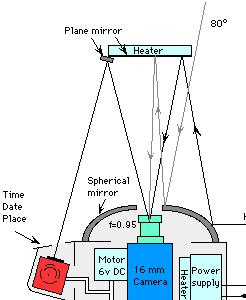 80°
Plane mirror
Heater
Spherical
mirror
f=0.95
Time
Date
Place
Motor
6v DC
16 mm
Camera
Heater
Power
supply